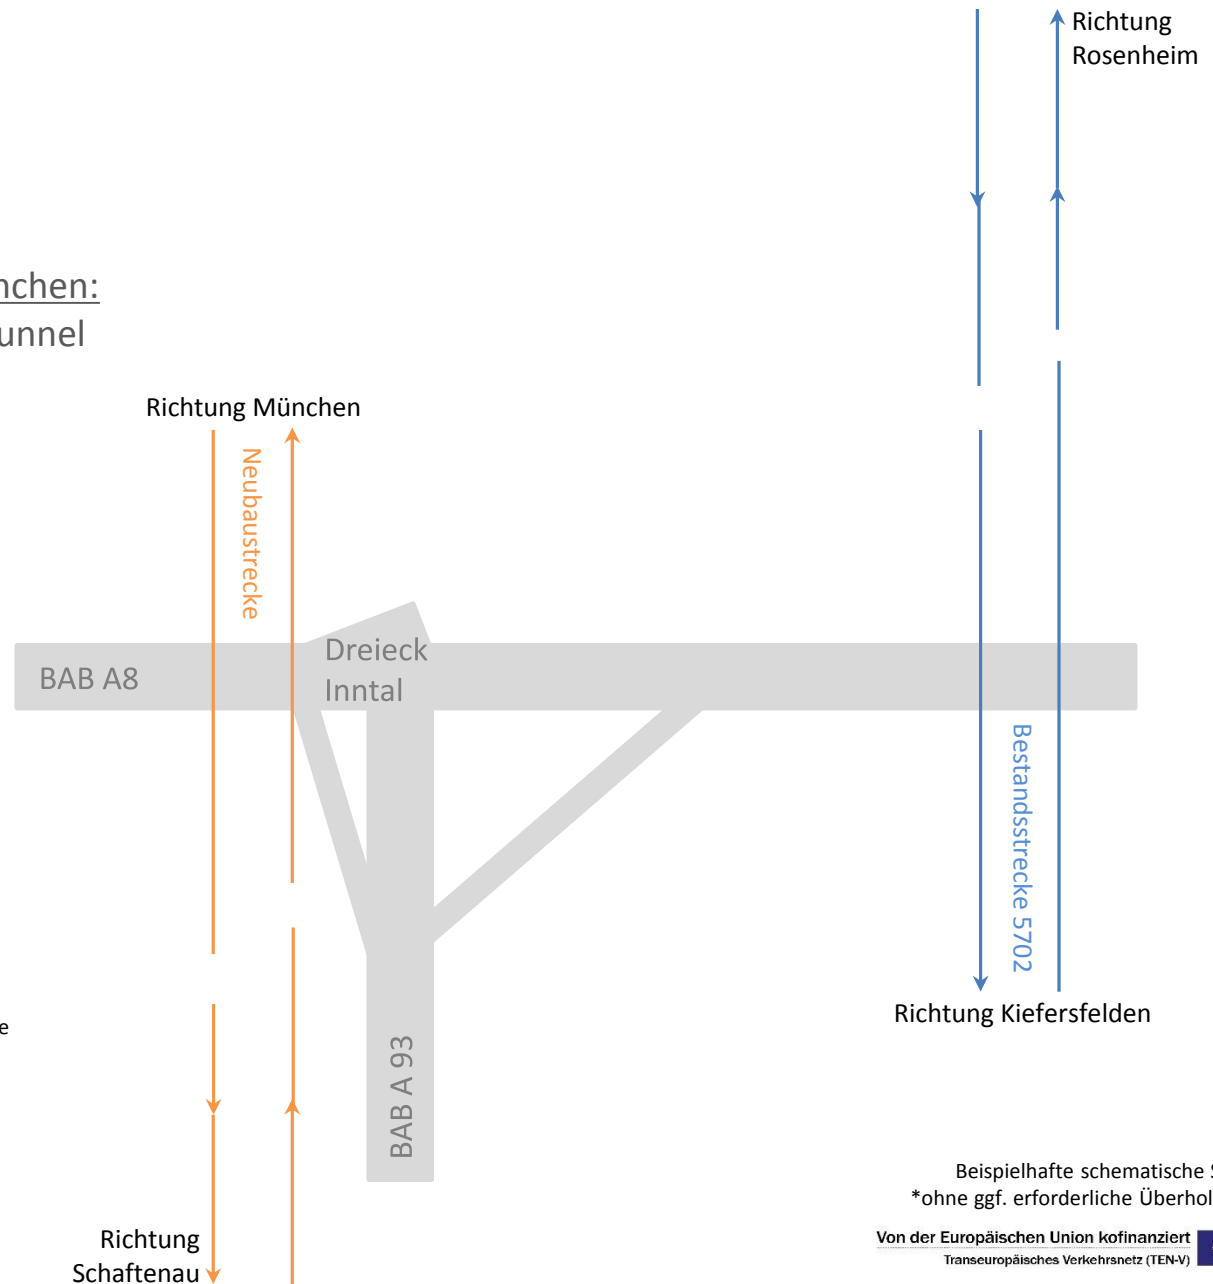 Richtung
Rosenheim
nchen:
unnel
Richtung München
Neubaustrecke
Dreieck
Inntal
BAB A8
Bestandsstrecke 5702
Richtung Kiefersfelden
e
BAB A 93
Beispielhafte schematische S
*ohne ggf. erforderliche Überhol
Richtung
Schaftenau
Von der Europäischen Union kofinanziert
Transeuropäisches Verkehrsnetz (TEN-V)